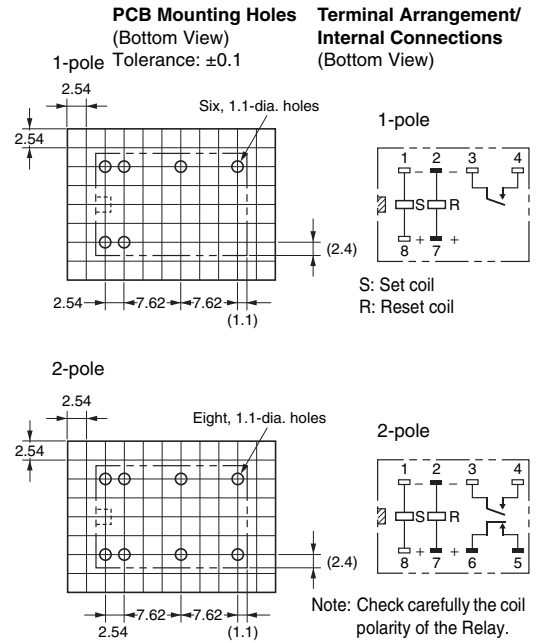 PCB Mounting Holes
(Bottom View)
Tolerance: ±0.1
Terminal Arrangement/
Internal Connections
(Bottom View)
1-pole
2.54
2.54
Six, 1.1-dia. holes
(2.4)
2.54
7.62
7.62
(1.1)
1-pole
1 2 3 4
– –
S R
+ +
8 7
S: Set coil
R: Reset coil
2-pole
2.54
2.54
Eight, 1.1-dia. holes
(2.4)
7.62
7.62
2.54
(1.1)
2-pole
1 2 3 4
– –
S R
+ +
8 7 6 5
Note: Check carefully the coil
polarity of the Relay.